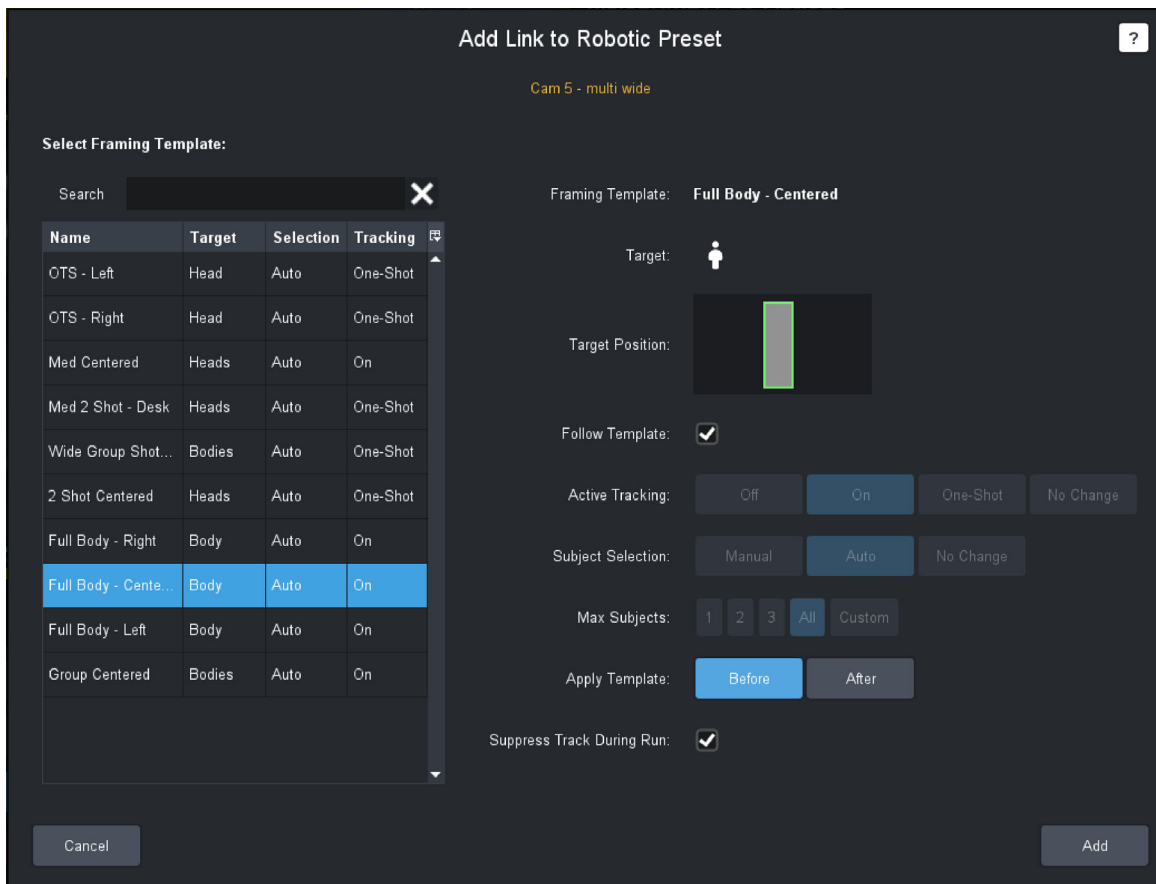 Add Link to Robotic Preset
?
Cam 5 - multi wide
Select Framing Template:
Search
Name Target Selection Tracking
OTS - Left Head Auto One-Shot
OTS - Right Head Auto One-Shot
Med Centered Heads Auto On
Med 2 Shot - Desk Heads Auto One-Shot
Wide Group Shot... Bodies Auto One-Shot
2 Shot Centered Heads Auto One-Shot
Full Body - Right Body Auto On
Full Body - Cente... Body Auto On
Full Body - Left Body Auto On
Group Centered Bodies Auto On
Framing Template: Full Body - Centered
Target:
Target Position:
Follow Template:
Active Tracking: Off On One-Shot No Change
Subject Selection: Manual Auto No Change
Max Subjects: 1 2 3 All Custom
Apply Template: Before After
Suppress Track During Run:
Cancel Add